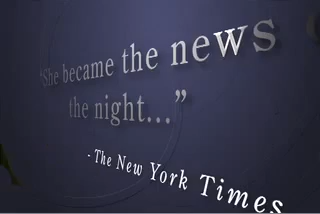 “She became the news
the night...”
- The New York Times